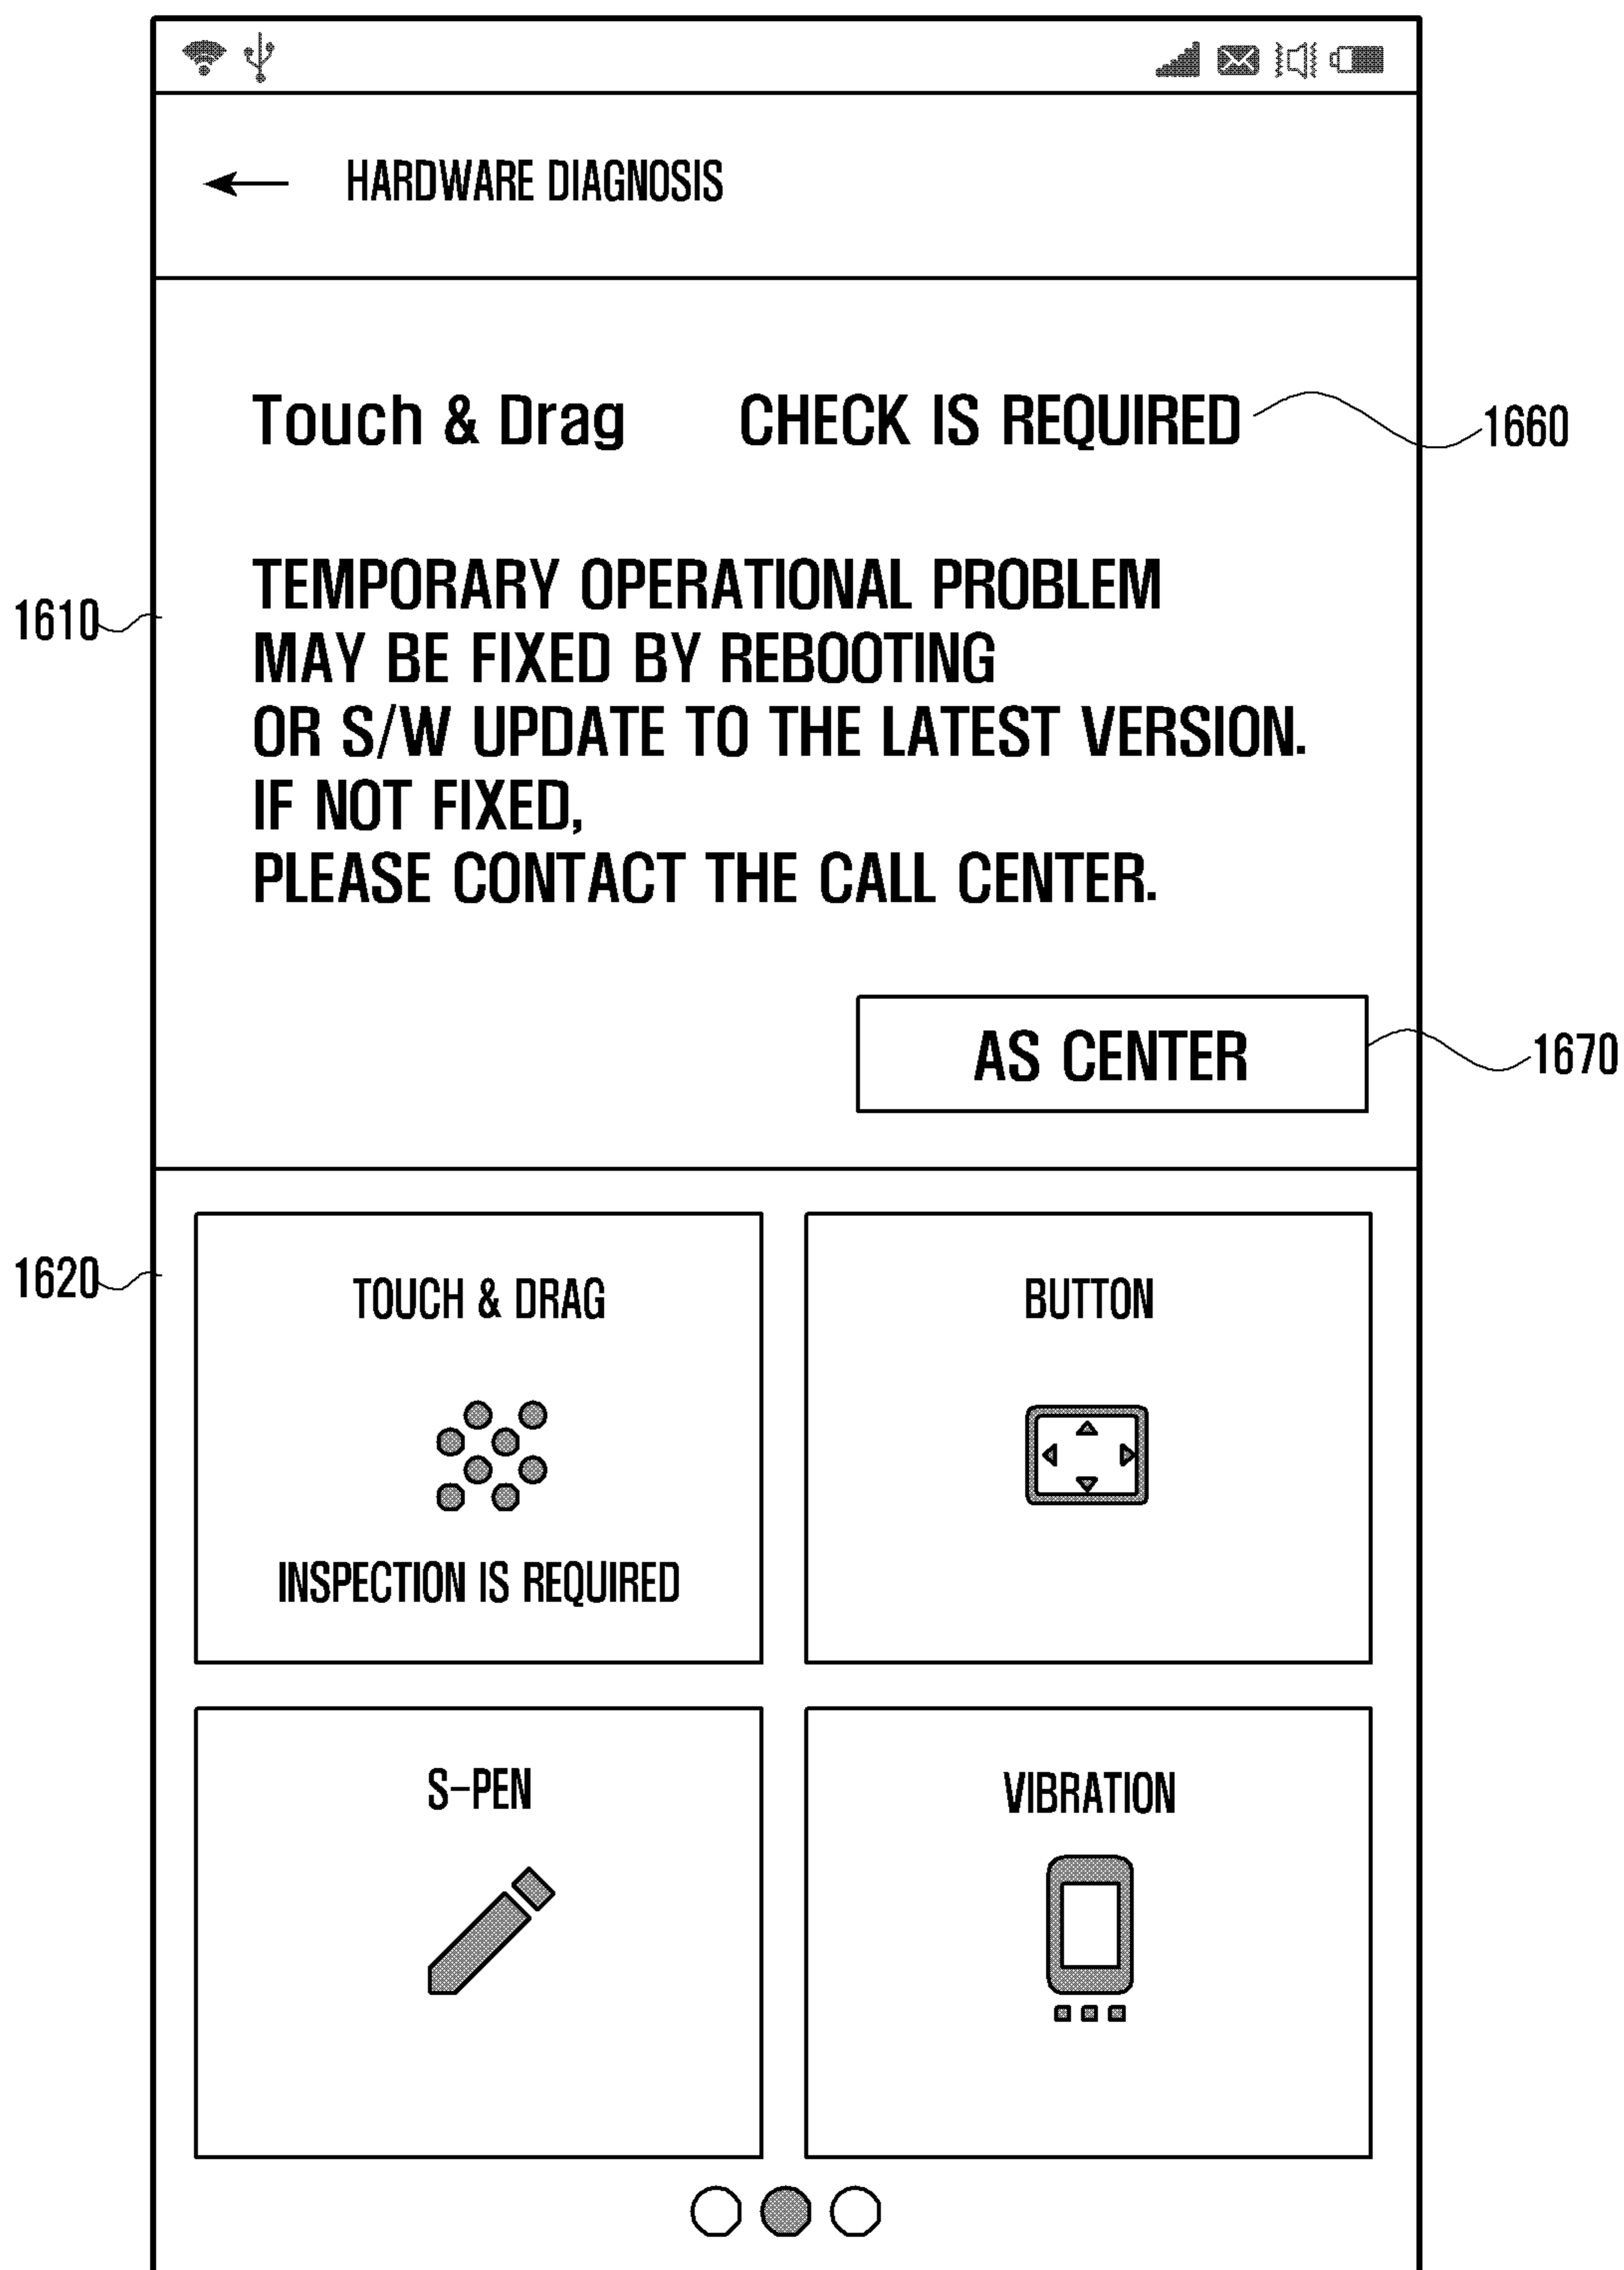 HARDWARE DIAGNOSIS
Touch & Drag CHECK IS REQUIRED
1660
TEMPORARY OPERATIONAL PROBLEM
1610
MAY BE FIXED BY REBOOTING
OR S/W UPDATE TO THE LATEST VERSION.
IF NOT FIXED,
PLEASE CONTACT THE CALL CENTER.
AS CENTER
1670
1620
TOUCH & DRAG
BUTTON
INSPECTION IS REQUIRED
S-PEN
VIBRATION